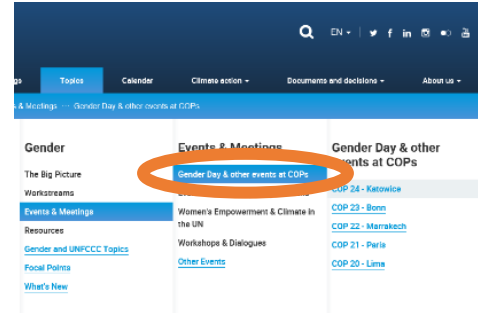 EN
Topics Calendar Climate action Documents and decisions About us
& Meetings Gender Day & other events at COPs
Gender
The Big Picture
Workstreams
Events & Meetings
Resources
Gender and UNFCCC Topics
Focal Points
What's New
Events & Meetings
Gender Day & other events at COPs
Women's Empowerment & Climate in
the UN
Workshops & Dialogues
Other Events
Gender Day & other
events at COPs
COP 24 - Katowice
COP 23 - Bonn
COP 22 - Marrakech
COP 21 - Paris
COP 20 - Lima